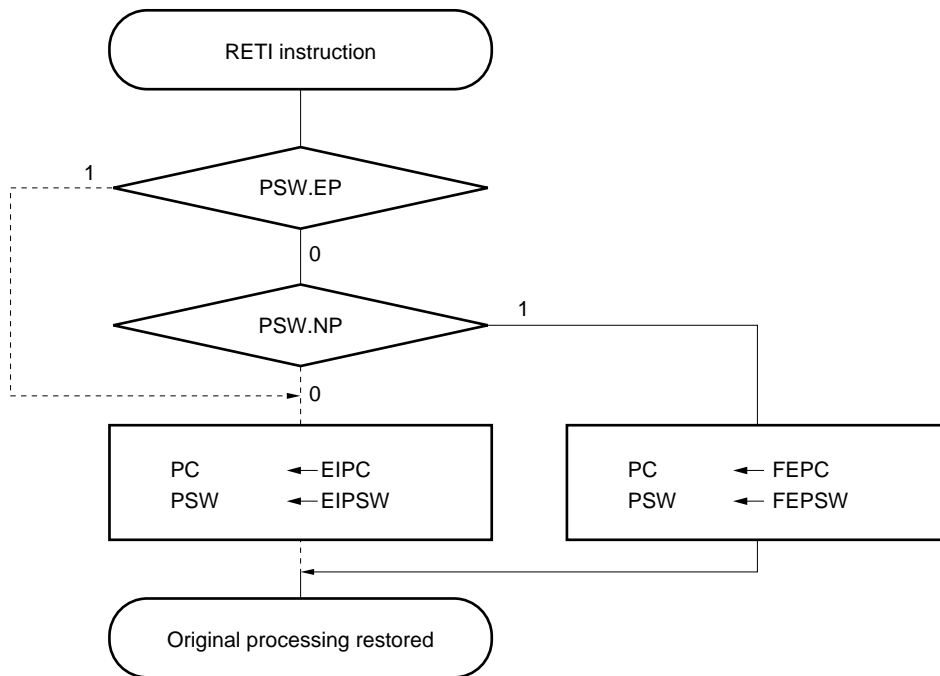 RETI instruction
1
PSW.EP
0
1
PSW.NP
0
PC ← EIPC
PSW ← EIPSW
PC ← FEPC
PSW ← FEPSW
Original processing restored